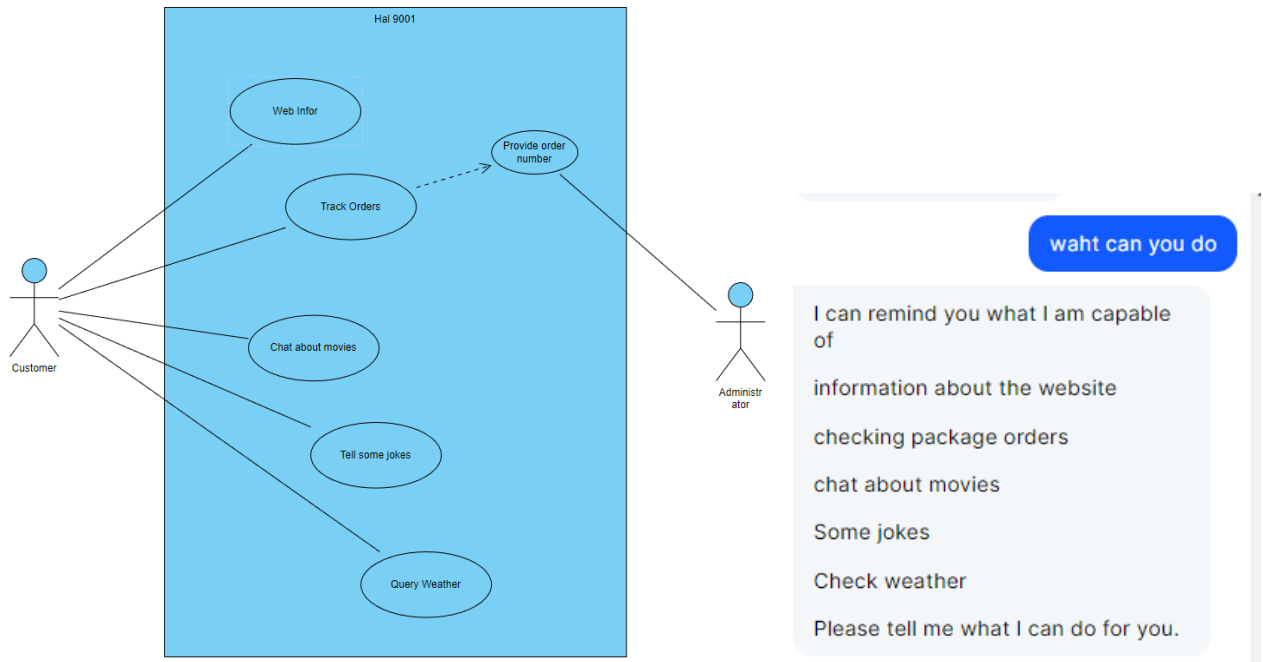 Hal 9001
Web Infor
Provide order
number
Track Orders
Customer
Chat about movies
Tell some jokes
Query Weather
Administr
ator
waht can you do
I can remind you what I am capable
of
information about the website
checking package orders
chat about movies
Some jokes
Check weather
Please tell me what I can do for you.